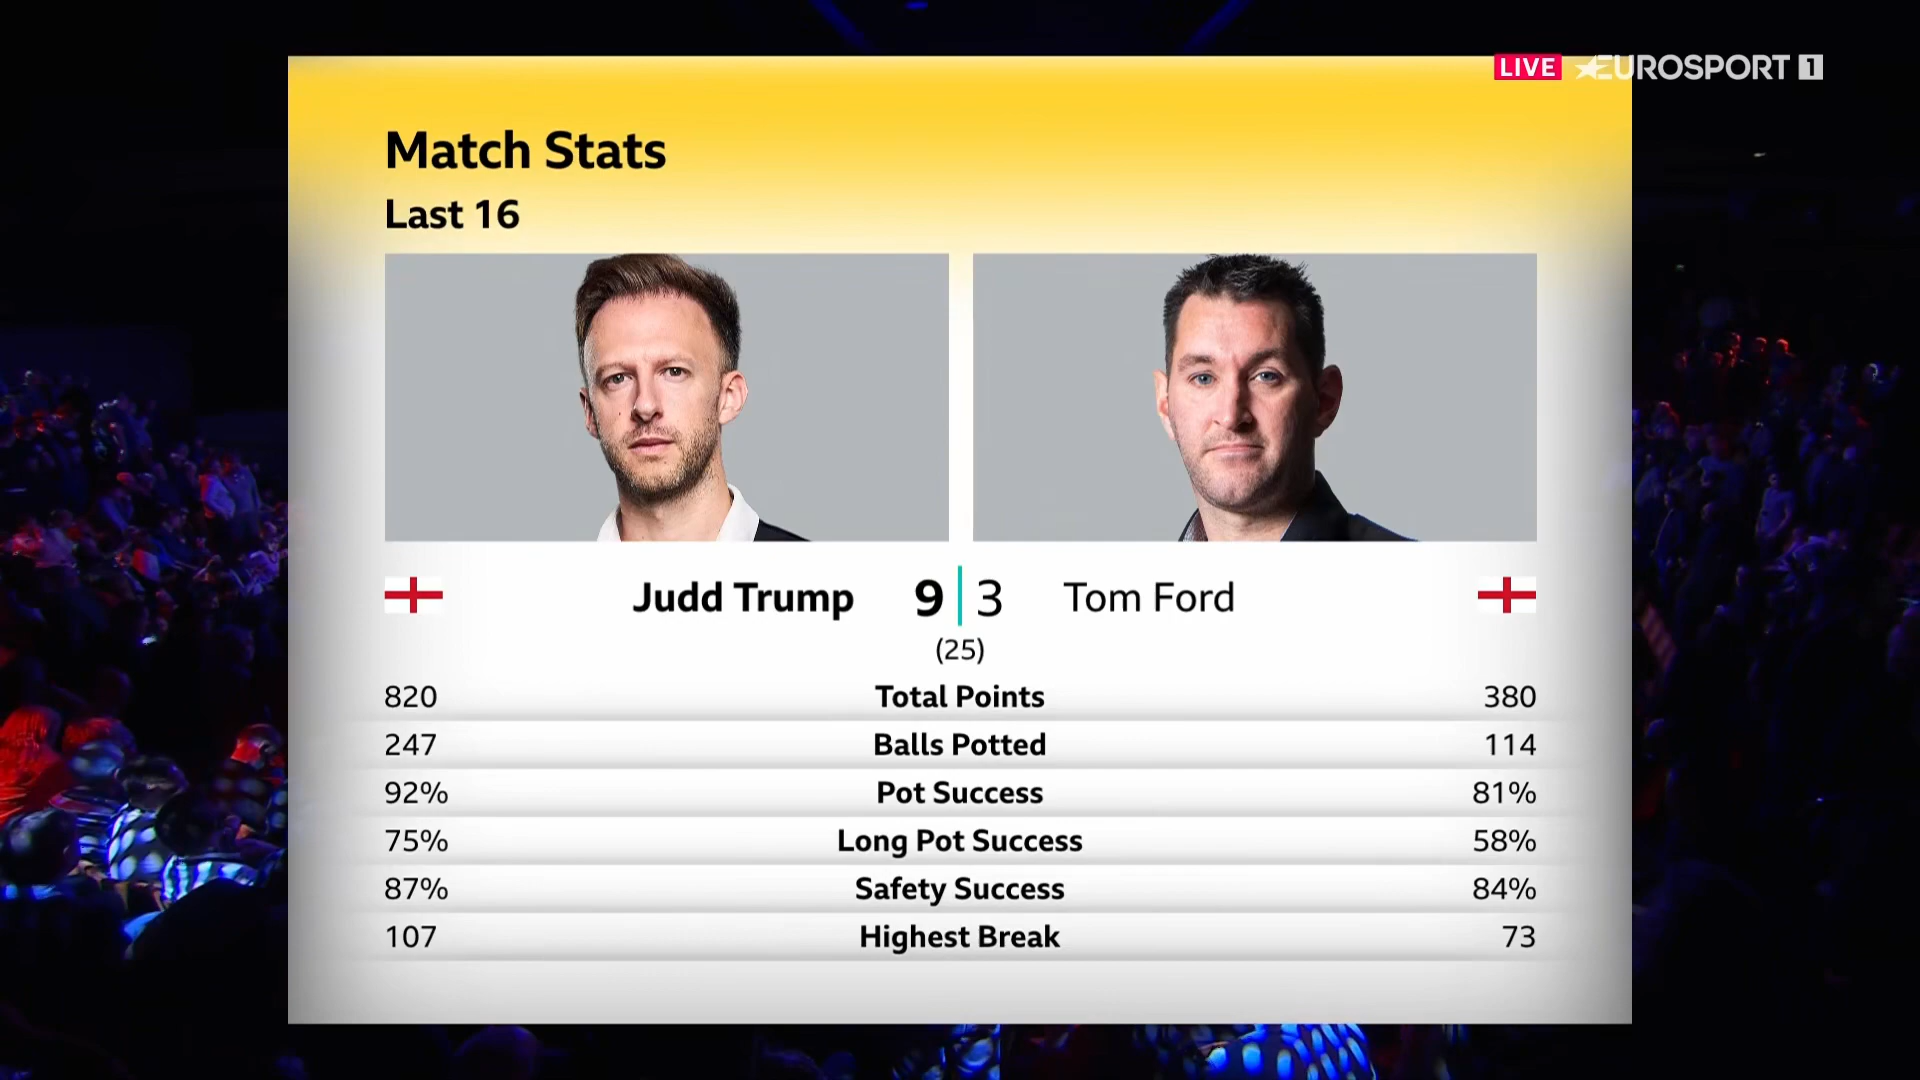 LIVE EUROSPORT 1
Match Stats
Last 16
Judd Trump 9 3 Tom Ford
(25)
820 Total Points 380
247 Balls Potted 114
92% Pot Success 81%
75% Long Pot Success 58%
87% Safety Success 84%
107 Highest Break 73